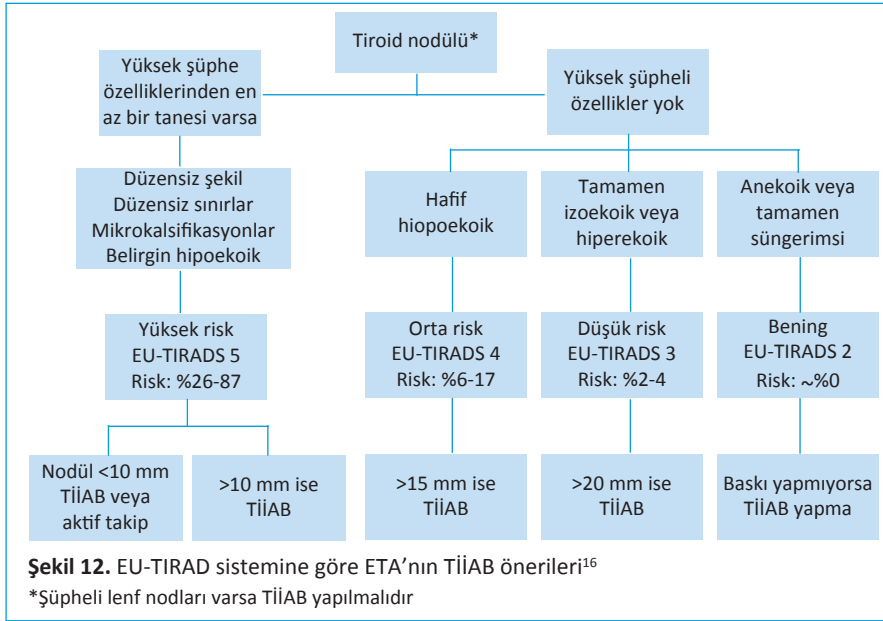 Tiroid nodülü*
Yüksek şüphe
özelliklerinden en
az bir tanesi varsa
Yüksek şüpheli
özellikler yok
Düzensiz şekil
Düzensiz sınırlar
Mikrokalsifikasyonlar
Belirgin hipoekoik
Hafif
hiopoekoik
Tamamen
izoekoik veya
hiperekoik
Anekoik veya
tamamen
süngerimsi
Yüksek risk
EU-TIRADS 5
Risk: %26-87
Orta risk
EU-TIRADS 4
Risk: %6-17
Düşük risk
EU-TIRADS 3
Risk: %2-4
Bening
EU-TIRADS 2
Risk: ~%0
Nodül <10 mm
TİİAB veya
aktif takip
>10 mm ise
TİİAB
>15 mm ise
TİİAB
>20 mm ise
TİİAB
Baskı yapmıyorsa
TİİAB yapma
Şekil 12. EU-TIRAD sistemine göre ETA’nın TİİAB önerileri¹⁶
*Şüpheli lenf nodları varsa TİİAB yapılmalıdır